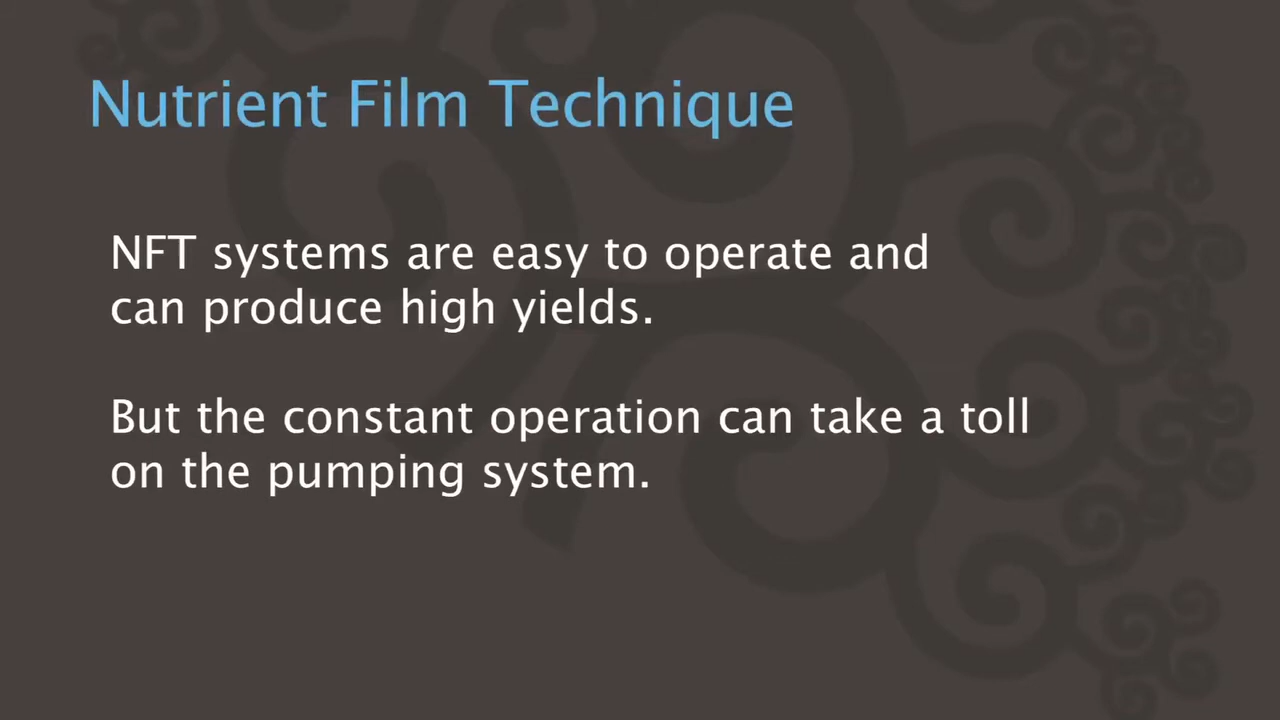 Nutrient Film Technique
NFT systems are easy to operate and
can produce high yields.
But the constant operation can take a toll
on the pumping system.